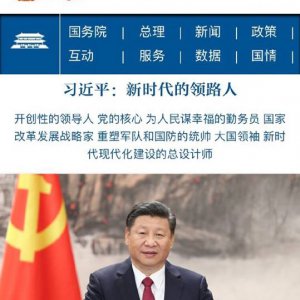 国务院 | 总理 | 新闻 | 政策 |
互动 | 服务 | 数据 | 国情 |
习近平：新时代的领路人
开创性的领导人 党的核心 为人民谋幸福的勤务员 国家
改革发展战略家 重塑军队和国防的统帅 大国领袖 新时
代现代化建设的总设计师